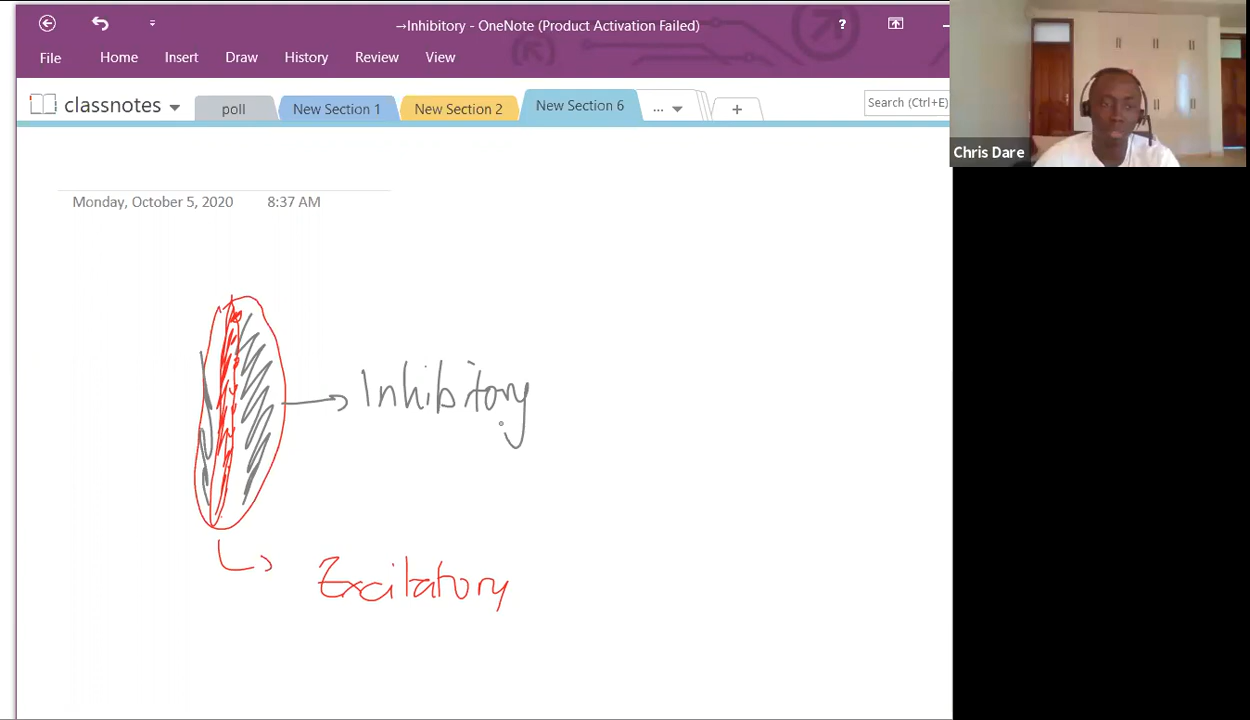 →Inhibitory - OneNote (Product Activation Failed)
?
File Home Insert Draw History Review View
classnotes poll New Section 1 New Section 2 New Section 6 ... + Search (Ctrl+E)
Chris Dare
Monday, October 5, 2020 8:37 AM
Inhibitory
Excitatory